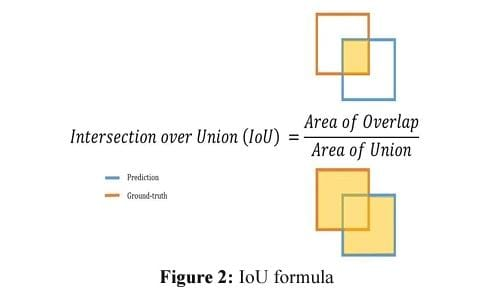 Intersection over Union (IoU) = Area of Overlap / Area of Union
Prediction
Ground-truth
Figure 2: IoU formula